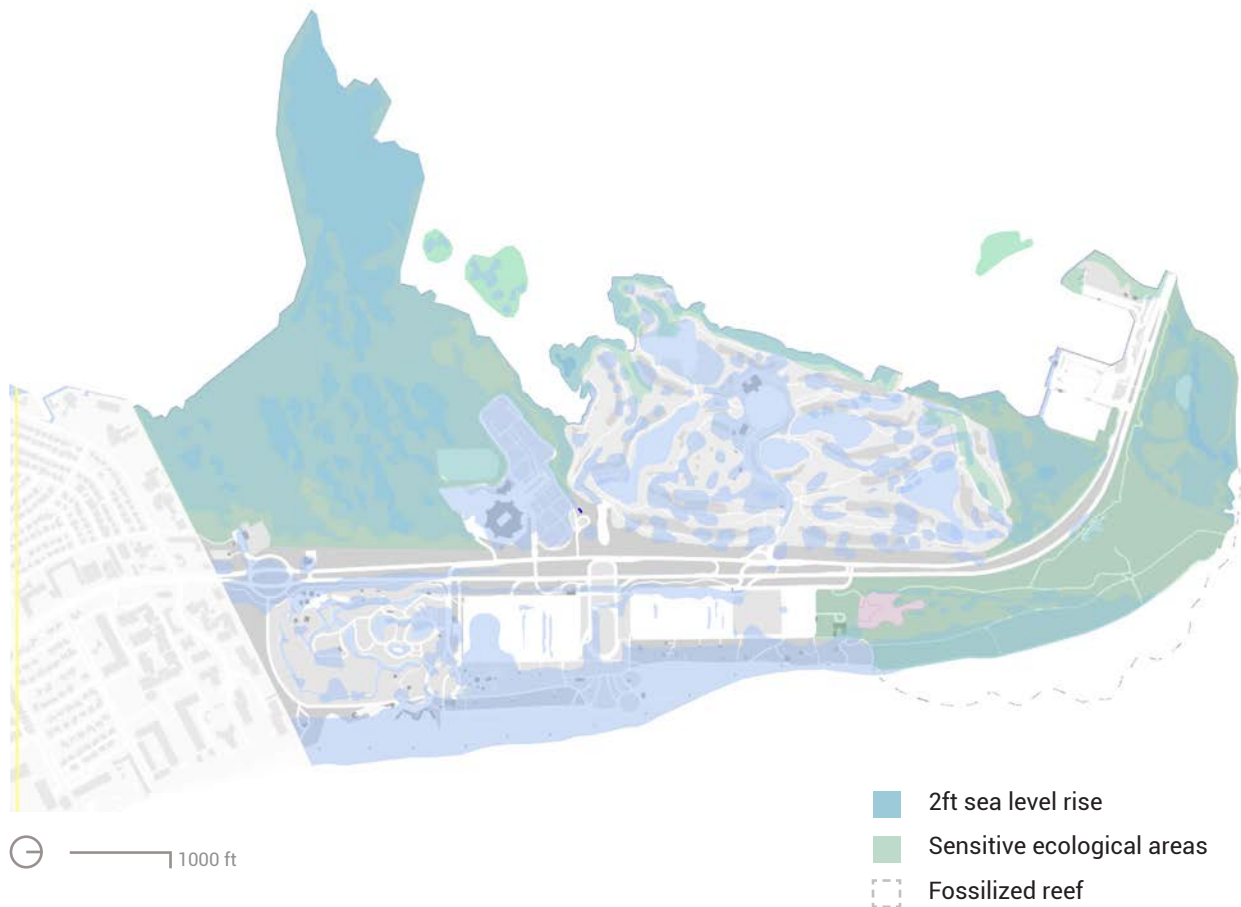 2ft sea level rise
1000 ft
Sensitive ecological areas
Fossilized reef